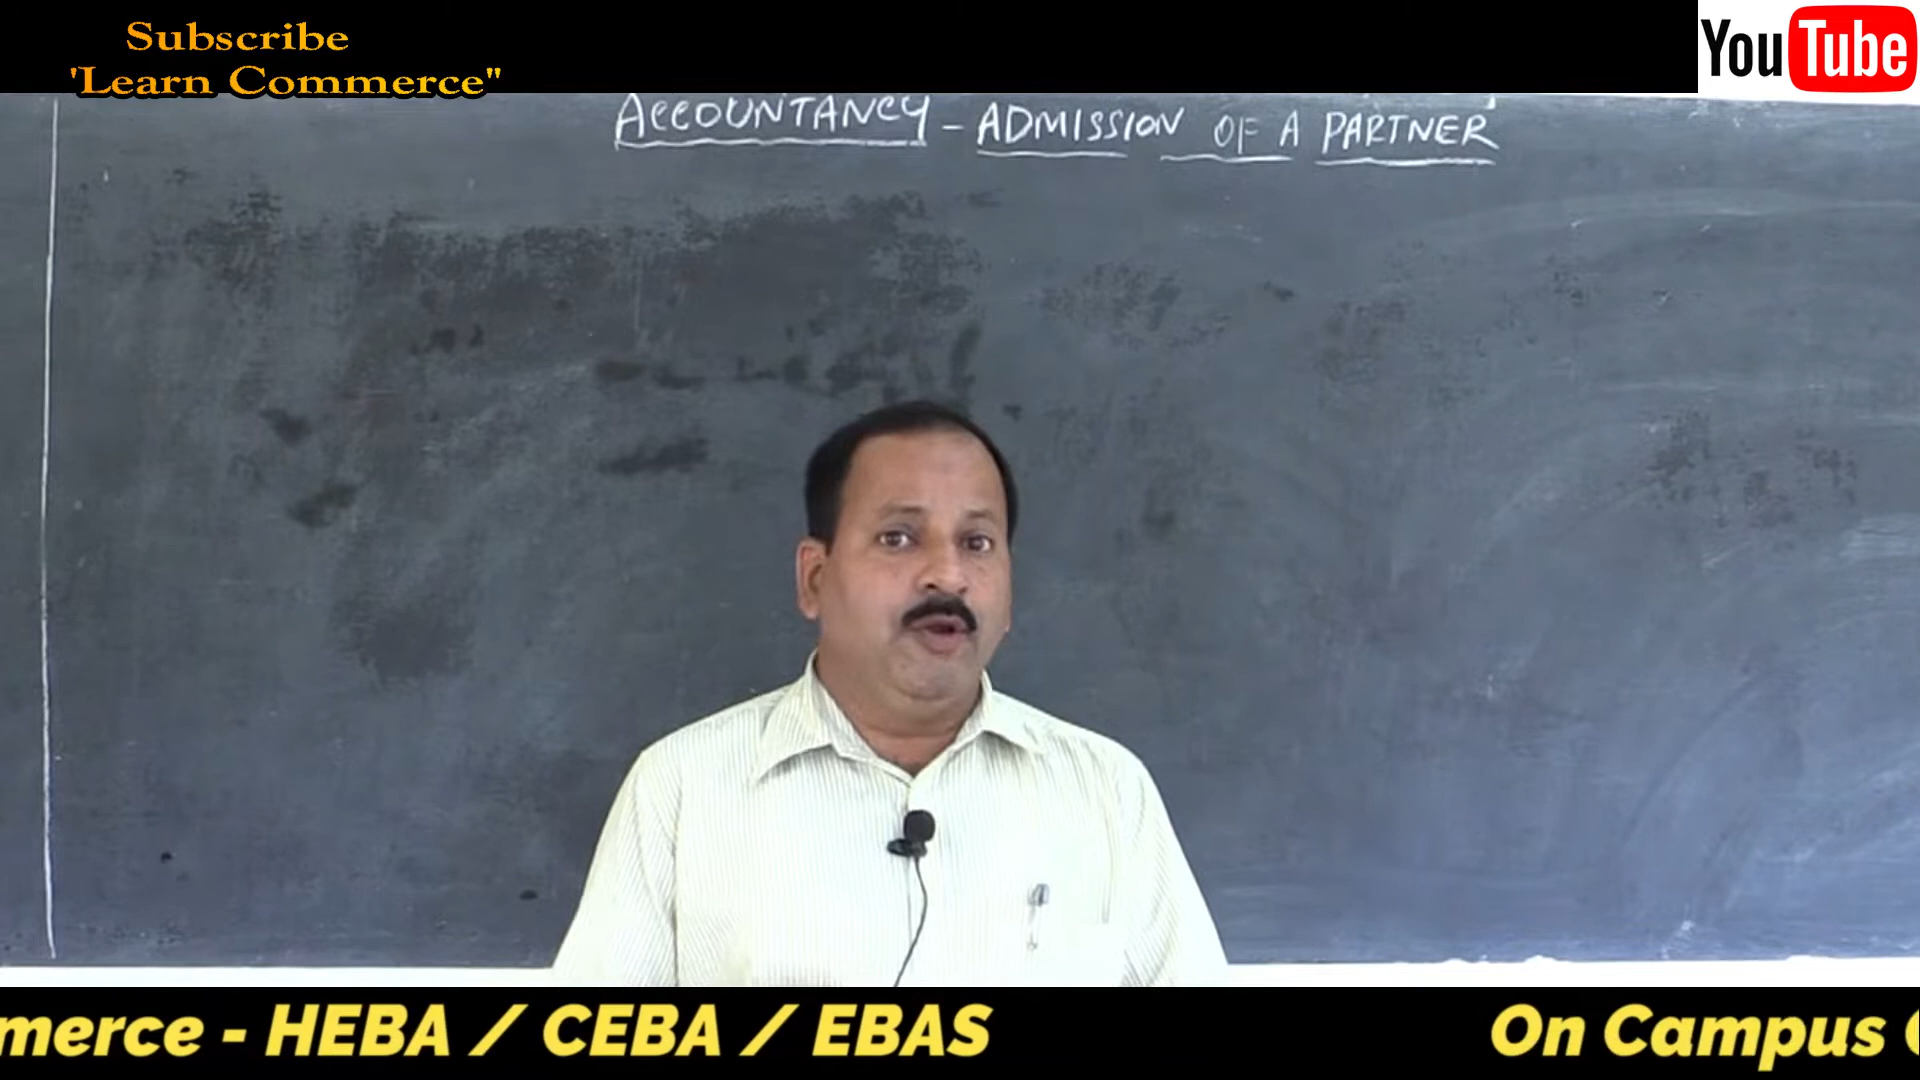 Subscribe
'Learn Commerce"
YouTube
ACCOUNTANCY - ADMISSION OF A PARTNER
merce - HEBA / CEBA / EBAS
On Campus